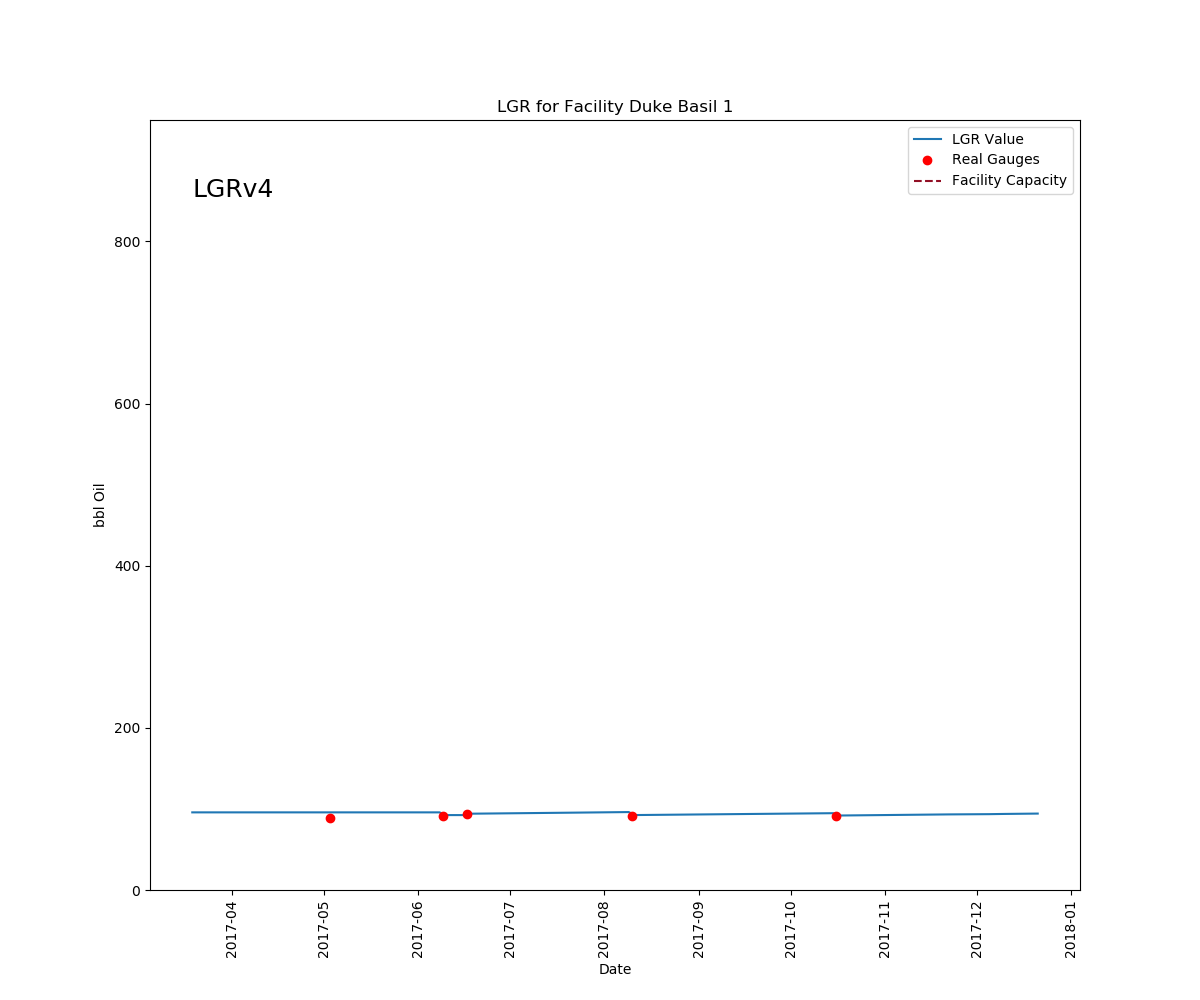 LGR for Facility Duke Basil 1
LGRv4
LGR Value
Real Gauges
Facility Capacity
800
600
400
200
0
bbl Oil
2017-04
2017-05
2017-06
2017-07
2017-08
2017-09
2017-10
2017-11
2017-12
2018-01
Date